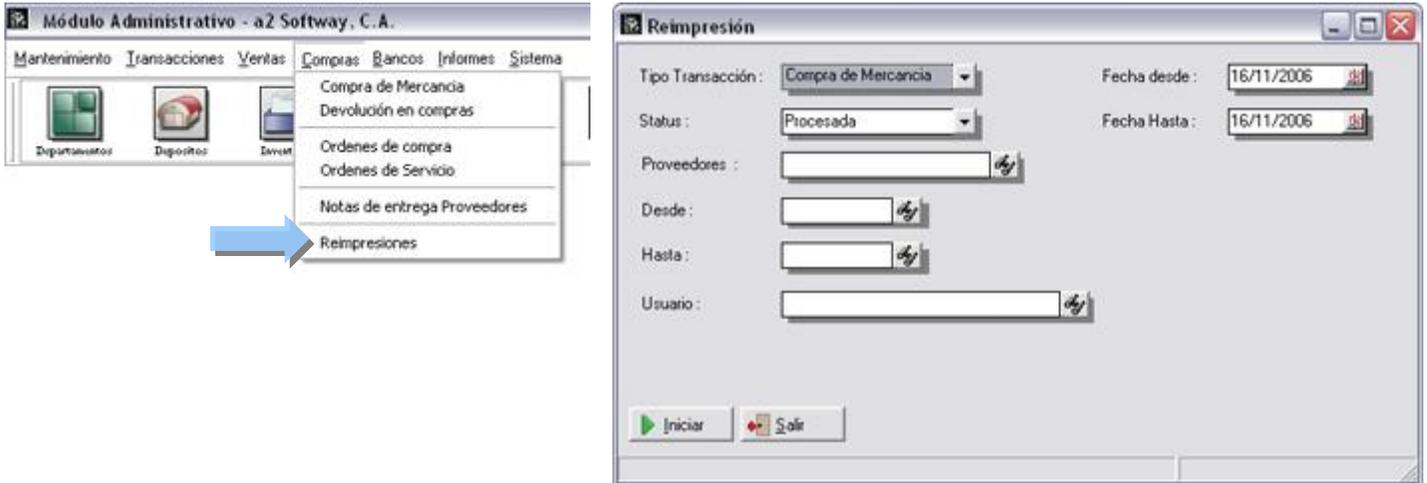 Módulo Administrativo - a2 Softway, C.A.
Mantenimiento Transacciones Ventas Compras Bancos Informes Sistema
Compra de Mercancia
Devolución en compras
Ordenes de compra
Ordenes de Servicio
Notas de entrega Proveedores
Reimpresiones
Departamentos Depositos Invent
Reimpresión
Tipo Transacción : Compra de Mercancia Fecha desde : 16/11/2006
Status : Procesada Fecha Hasta : 16/11/2006
Proveedores :
Desde :
Hasta :
Usuario :
Iniciar Salir